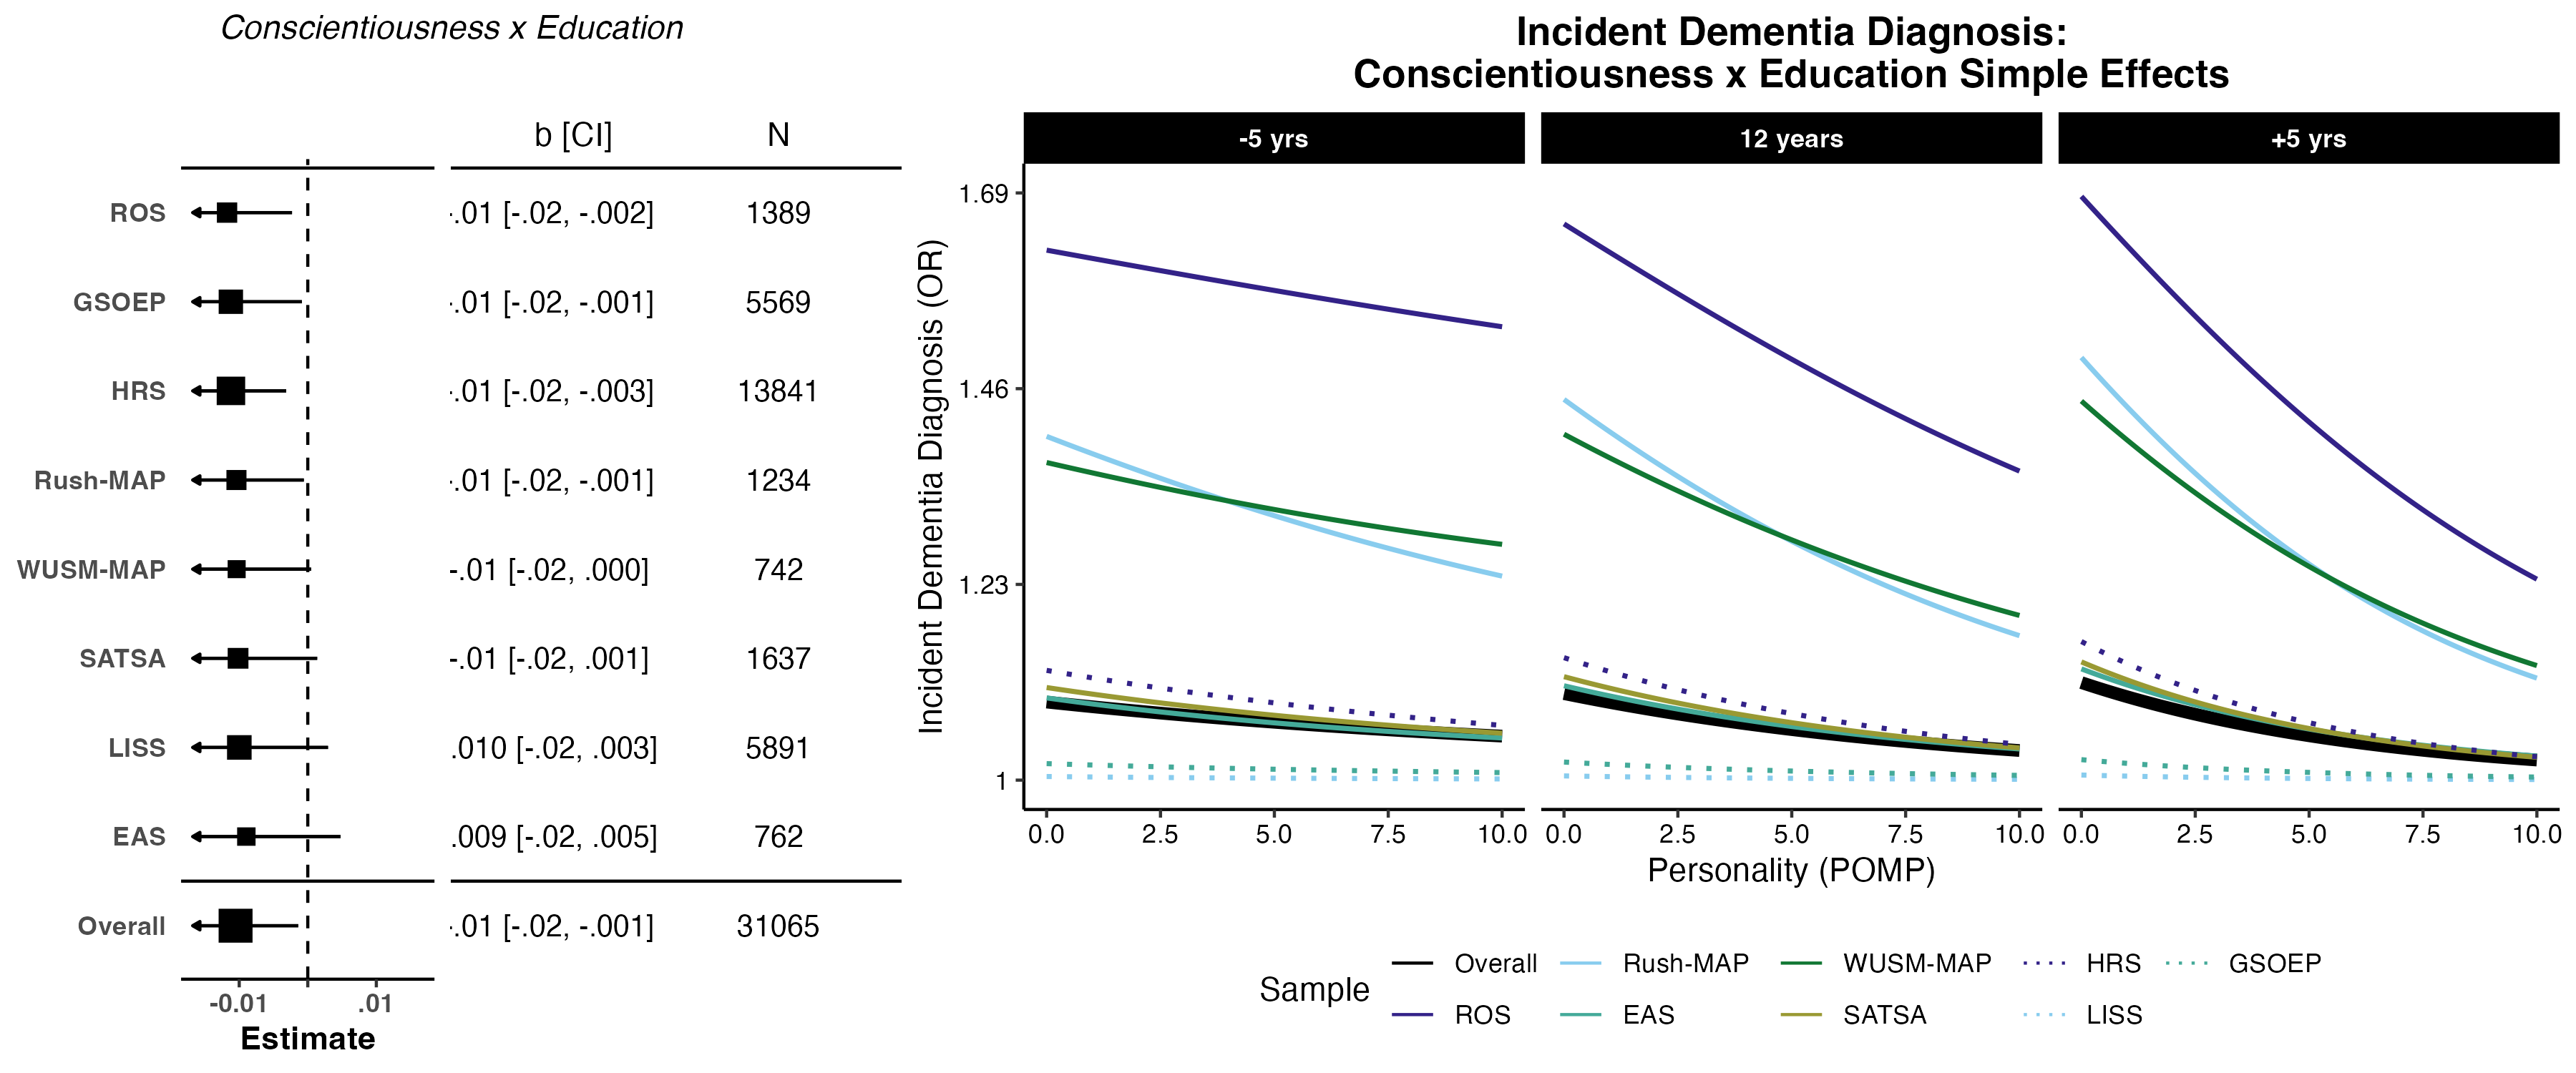 Conscientiousness x Education
b [CI] N
ROS -.01 [-.02, -.002] 1389
GSOEP -.01 [-.02, -.001] 5569
HRS -.01 [-.02, -.003] 13841
Rush-MAP -.01 [-.02, -.001] 1234
WUSM-MAP -.01 [-.02, .000] 742
SATSA -.01 [-.02, .001] 1637
LISS .010 [-.02, .003] 5891
EAS .009 [-.02, .005] 762
Overall -.01 [-.02, -.001] 31065
-0.01 .01
Estimate
Incident Dementia Diagnosis:
Conscientiousness x Education Simple Effects
-5 yrs 12 years +5 yrs
Incident Dementia Diagnosis (OR)
1.69
1.46
1.23
1
0.0 2.5 5.0 7.5 10.0 0.0 2.5 5.0 7.5 10.0 0.0 2.5 5.0 7.5 10.0
Personality (POMP)
Sample
Overall Rush-MAP WUSM-MAP HRS GSOEP
ROS EAS SATSA LISS